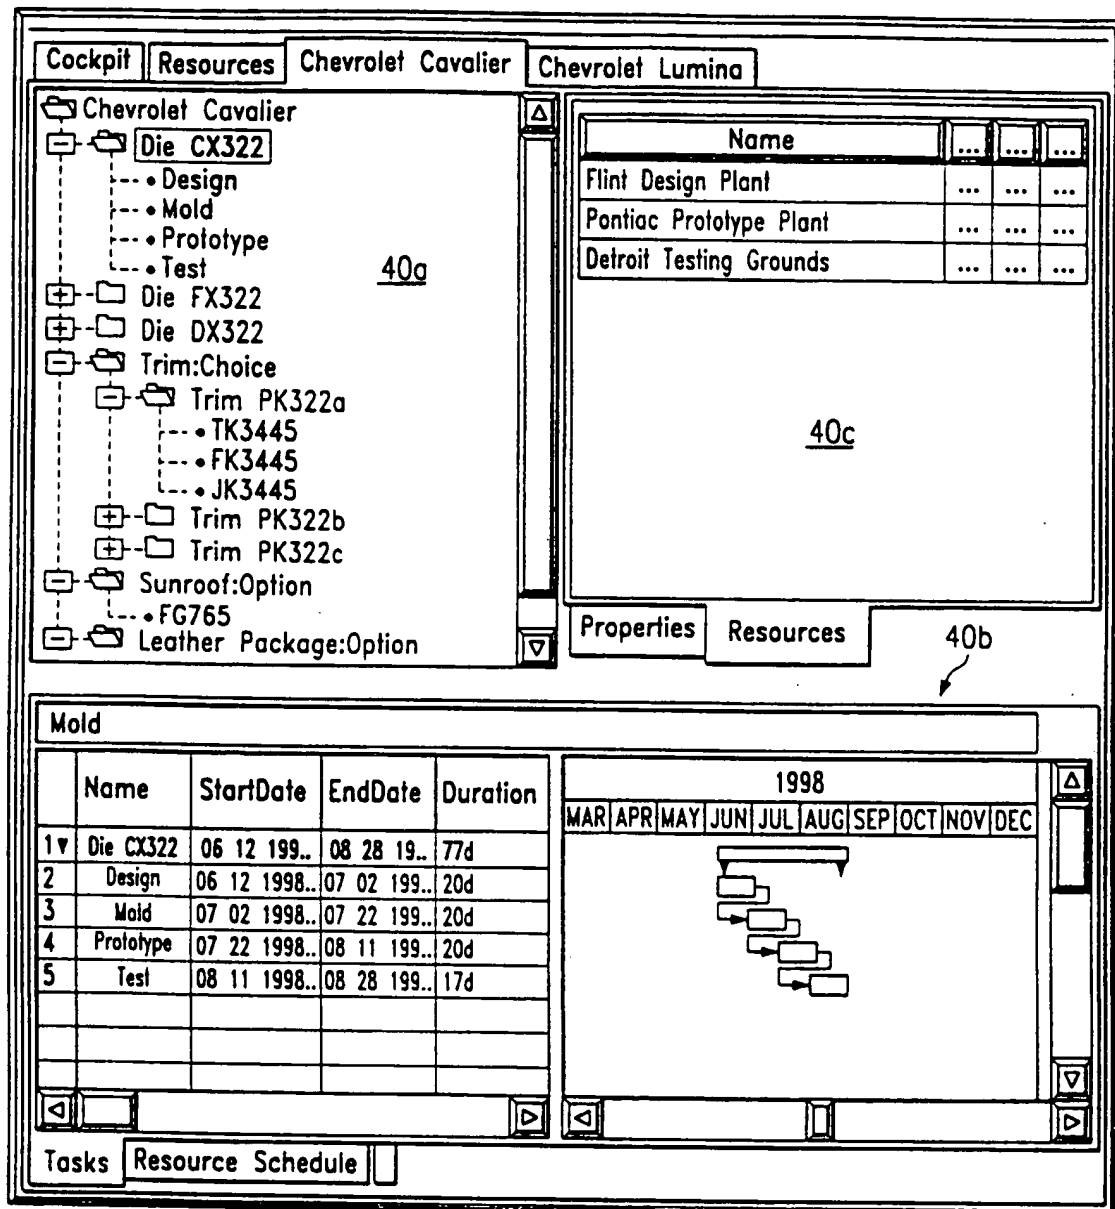 Cockpit Resources Chevrolet Cavalier Chevrolet Lumina
Chevrolet Cavalier
Die CX322
Design
Mold
Prototype
Test
40a
Die FX322
Die DX322
Trim:Choice
Trim PK322a
TK3445
FK3445
JK3445
Trim PK322b
Trim PK322c
Sunroof:Option
FG765
Leather Package:Option
Name ... ... ...
Flint Design Plant ... ... ...
Pontiac Prototype Plant ... ... ...
Detroit Testing Grounds ... ... ...
40c
Properties Resources
40b
Mold
Name StartDate EndDate Duration
1 Die CX322 06 12 199.. 08 28 19.. 77d
2 Design 06 12 1998.. 07 02 199.. 20d
3 Mold 07 02 1998.. 07 22 199.. 20d
4 Prototype 07 22 1998.. 08 11 199.. 20d
5 Test 08 11 1998.. 08 28 199.. 17d
1998
MAR APR MAY JUN JUL AUG SEP OCT NOV DEC
Tasks Resource Schedule